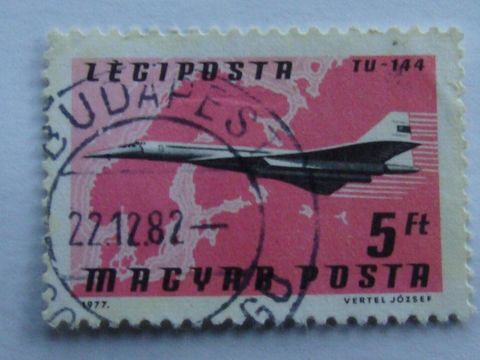 LÉGIPOSTA TU-144
BUDAPEST
22.12.82
5 Ft
MAGYAR POSTA
1977. VERTEL JÓZSEF